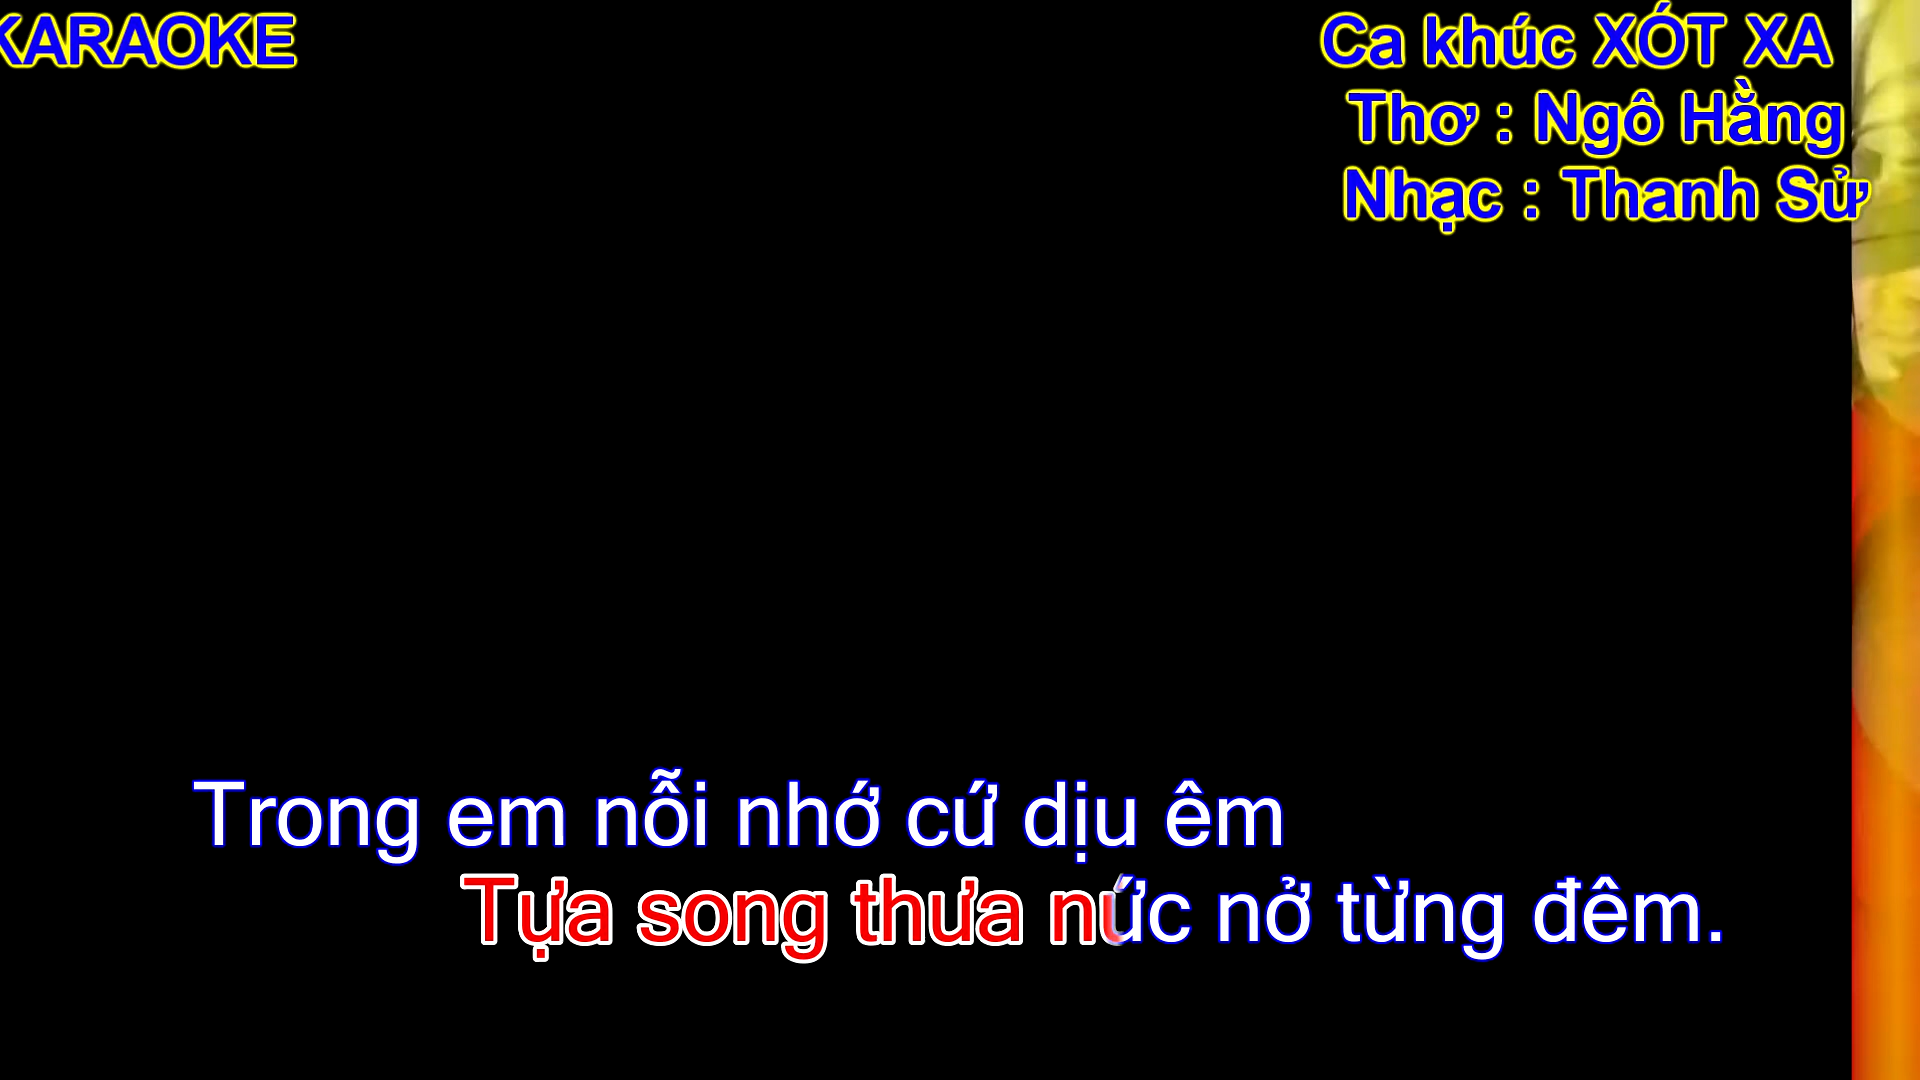 KARAOKE
Ca khúc XÓT XA
Thơ : Ngô Hằng
Nhạc : Thanh Sử
Trong em nỗi nhớ cứ dịu êm
Tựa song thưa nức nở từng đêm.